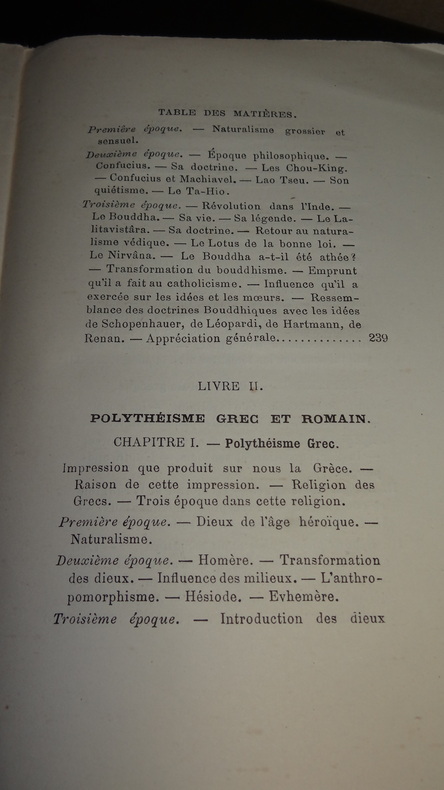 TABLE DES MATIÈRES.
Première époque. — Naturalisme grossier et
sensuel.
Deuxième époque. — Époque philosophique. —
Confucius. — Sa doctrine. — Les Chou-King.
— Confucius et Machiavel. — Lao Tseu. — Son
quiétisme. — Le Ta-Hio.
Troisième époque. — Révolution dans l'Inde. —
Le Bouddha. — Sa vie. — Sa légende. — Le La-
litavistâra. — Sa doctrine. — Retour au natura-
lisme védique. — Le Lotus de la bonne loi. —
Le Nirvâna. — Le Bouddha a-t-il été athée?
— Transformation du bouddhisme. — Emprunt
qu'il a fait au catholicisme. — Influence qu'il a
exercée sur les idées et les mœurs. — Ressem-
blance des doctrines Bouddhiques avec les idées
de Schopenhauer, de Léopardi, de Hartmann, de
Renan. — Appréciation générale.............. 239
LIVRE II.
POLYTHÉISME GREC ET ROMAIN.
CHAPITRE I. — Polythéisme Grec.
Impression que produit sur nous la Grèce. —
Raison de cette impression. — Religion des
Grecs. — Trois époque dans cette religion.
Première époque. — Dieux de l'âge héroïque. —
Naturalisme.
Deuxième époque. — Homère. — Transformation
des dieux. — Influence des milieux. — L'anthro-
pomorphisme. — Hésiode. — Evhemère.
Troisième époque. — Introduction des dieux